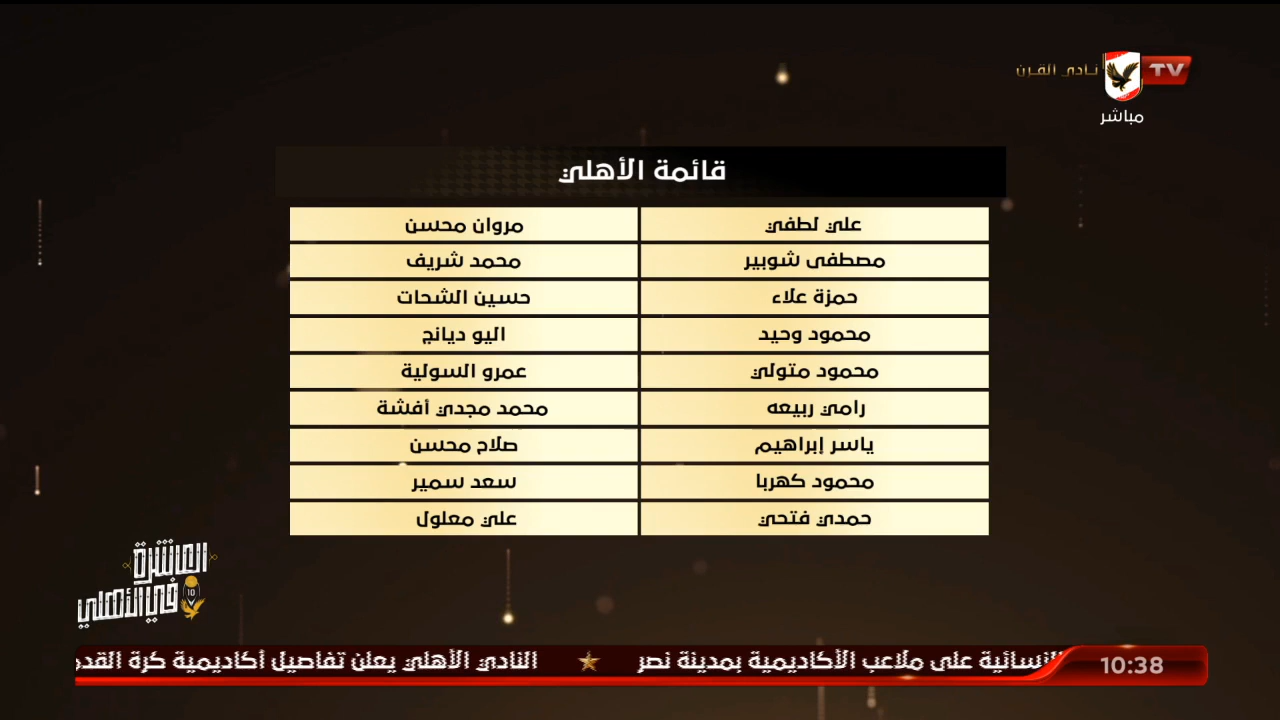 نادي القرن TV
مباشر
قائمة الأهلي
علي لطفي مروان محسن
مصطفى شوبير محمد شريف
حمزة علاء حسين الشحات
محمود وحيد اليو ديانج
محمود متولي عمرو السولية
رامي ربيعه محمد مجدي أفشة
ياسر إبراهيم صلاح محسن
محمود كهربا سعد سمير
حمدي فتحي علي معلول
العاشرة
في الأهلي
10
10:38 النسائية على ملاعب الأكاديمية بمدينة نصر النادي الأهلي يعلن تفاصيل أكاديمية كرة القدم